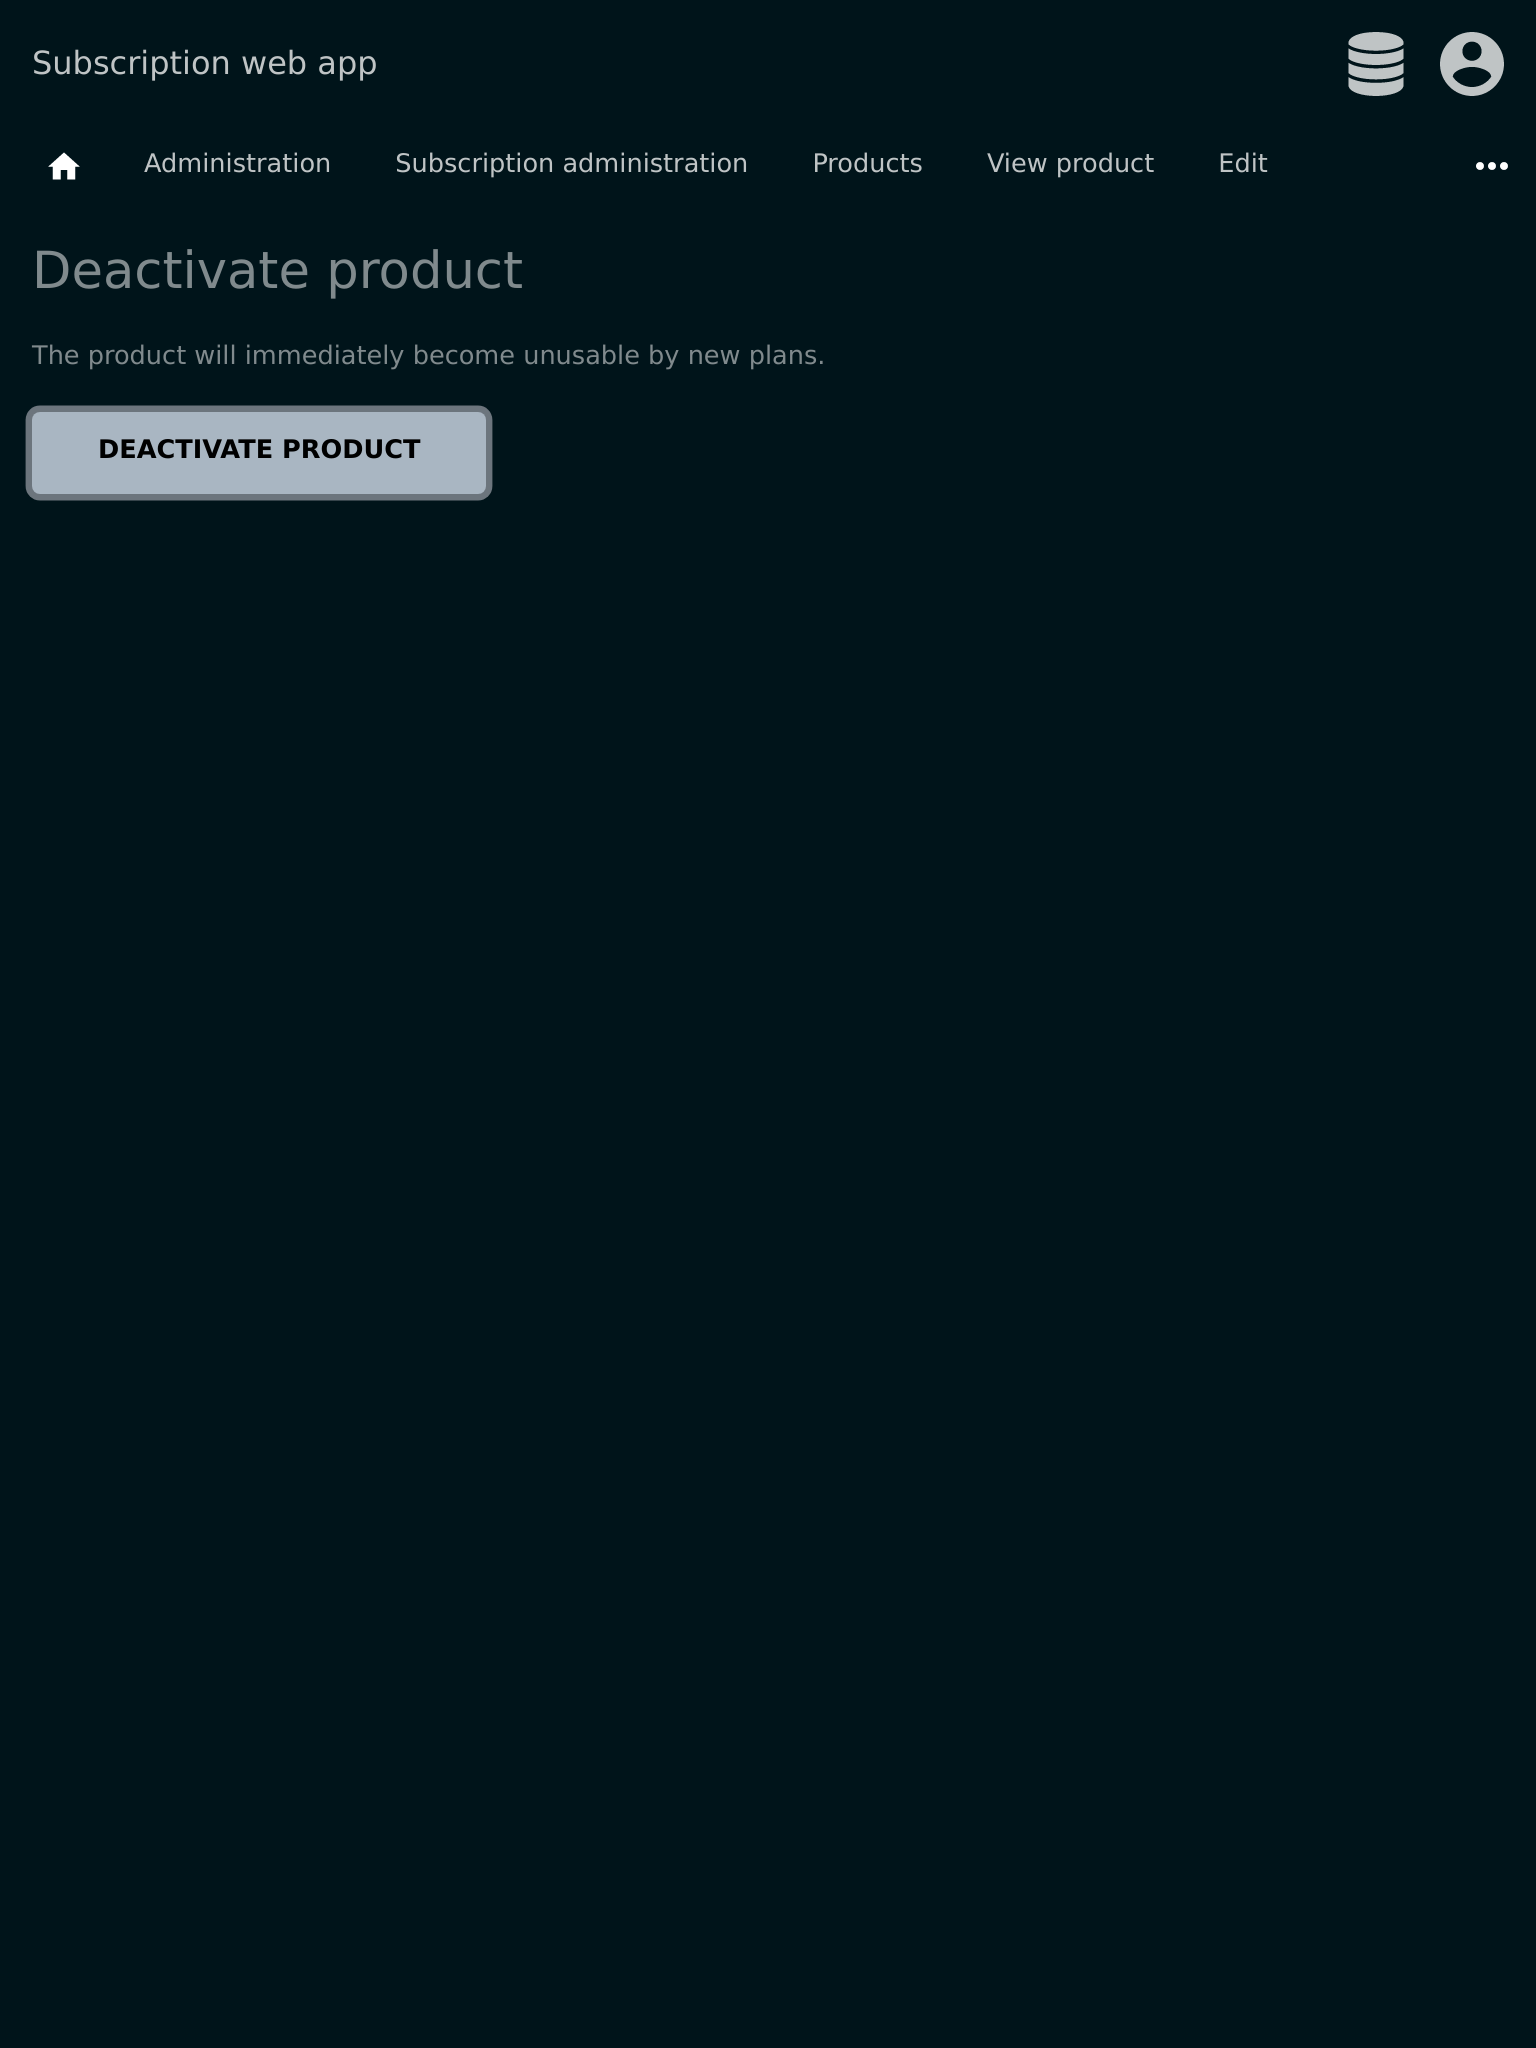 Subscription web app
Administration Subscription administration Products View product Edit
Deactivate product
The product will immediately become unusable by new plans.
DEACTIVATE PRODUCT